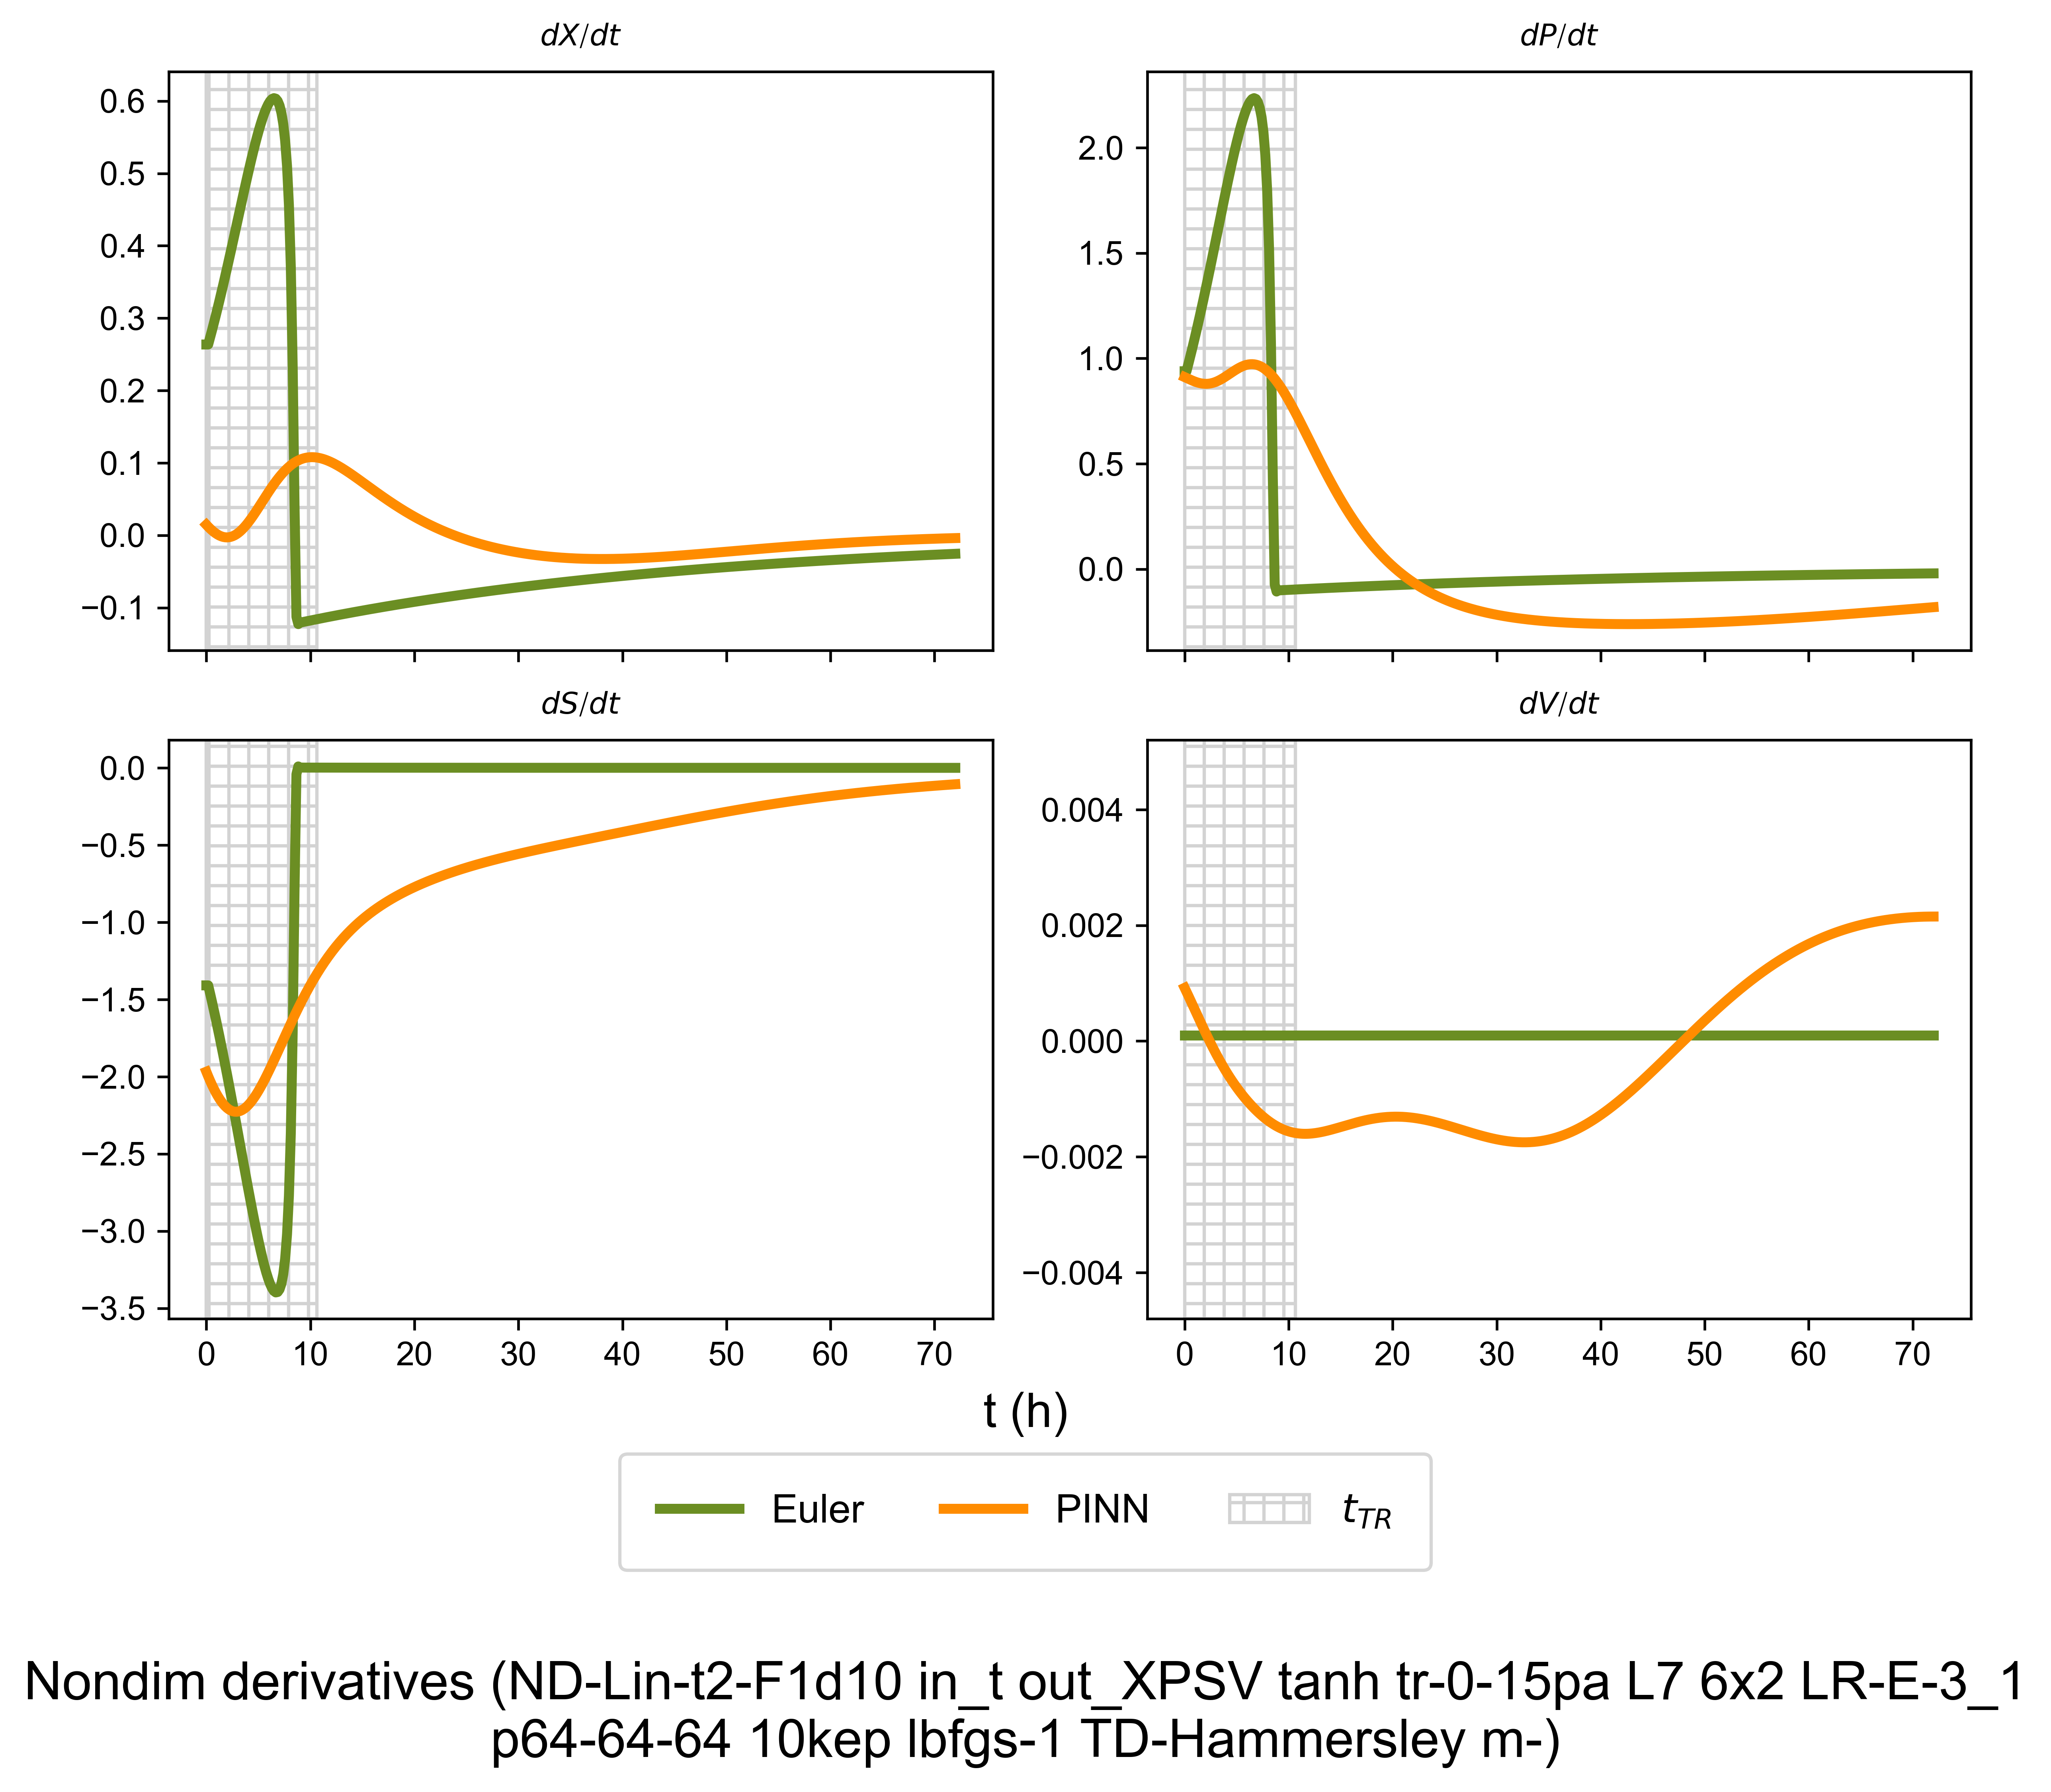 dX/dt
dP/dt
0.6
0.5
0.4
0.3
0.2
0.1
0.0
−0.1
2.0
1.5
1.0
0.5
0.0
dS/dt
dV/dt
0.0
−0.5
−1.0
−1.5
−2.0
−2.5
−3.0
−3.5
0.004
0.002
0.000
−0.002
−0.004
0 10 20 30 40 50 60 70
0 10 20 30 40 50 60 70
t (h)
Euler PINN t_TR
Nondim derivatives (ND-Lin-t2-F1d10 in_t out_XPSV tanh tr-0-15pa L7 6x2 LR-E-3_1
p64-64-64 10kep lbfgs-1 TD-Hammersley m-)